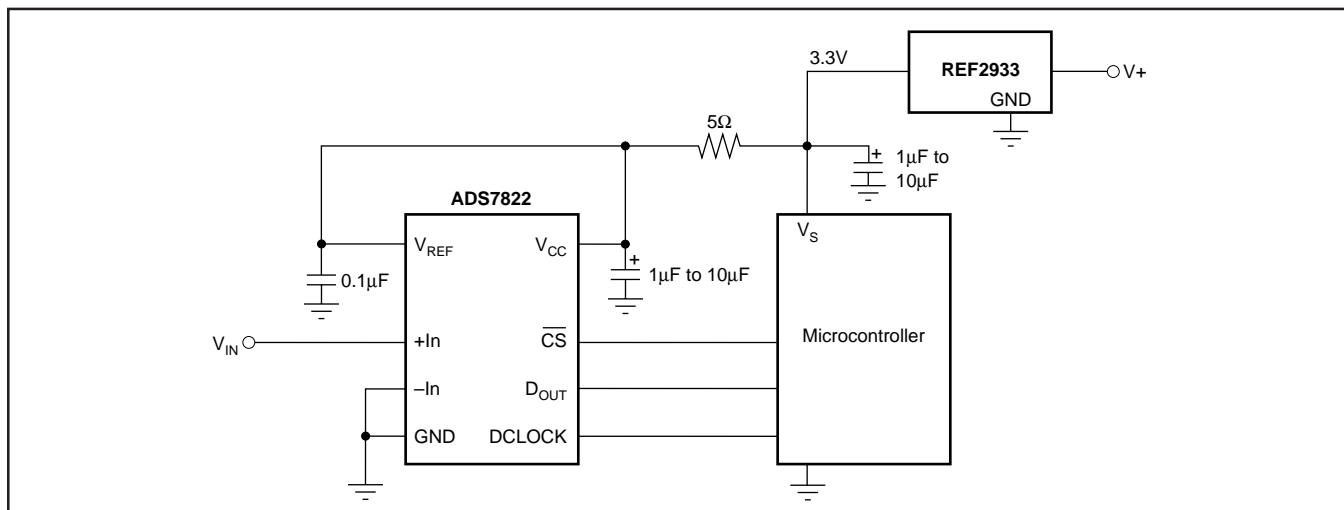 3.3V
REF2933
GND
V+
5Ω
1μF to
10μF
ADS7822
V_REF
V_CC
V_S
0.1μF
1μF to 10μF
V_IN
+In
C̅S̅
Microcontroller
–In
D_OUT
GND
DCLOCK